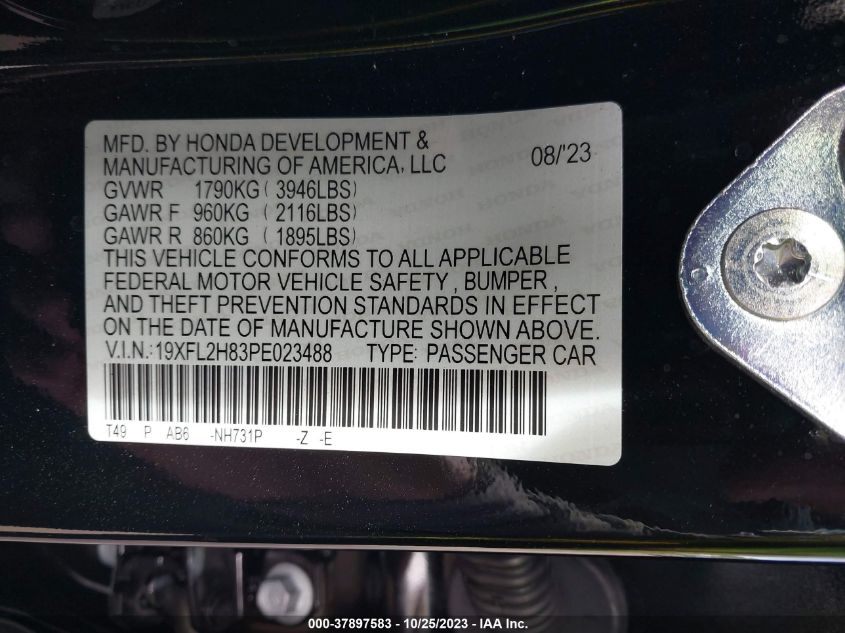 MFD. BY HONDA DEVELOPMENT &
MANUFACTURING OF AMERICA, LLC 08/'23
GVWR 1790KG ( 3946LBS)
GAWR F 960KG ( 2116LBS)
GAWR R 860KG ( 1895LBS)
THIS VEHICLE CONFORMS TO ALL APPLICABLE
FEDERAL MOTOR VEHICLE SAFETY , BUMPER ,
AND THEFT PREVENTION STANDARDS IN EFFECT
ON THE DATE OF MANUFACTURE SHOWN ABOVE.
V.I.N.:19XFL2H83PE023488 TYPE: PASSENGER CAR
T49 P AB6 -NH731P -Z -E
000-37897583 / 10/25/2023 - IAA Inc.